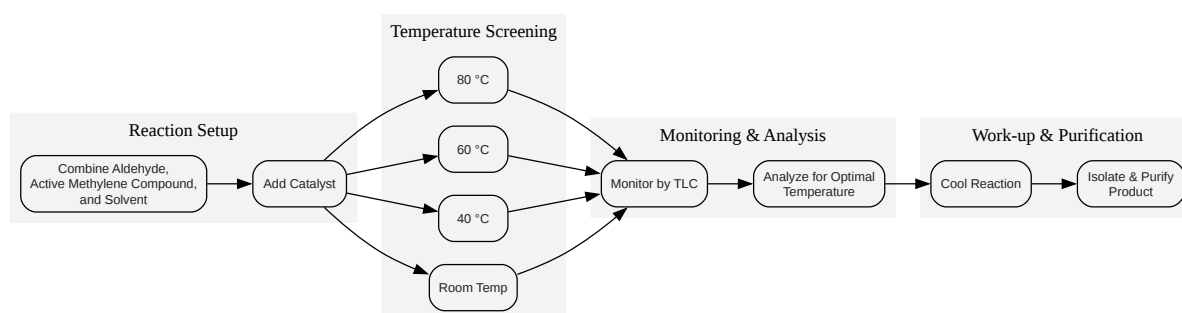 Reaction Setup
Combine Aldehyde,
Active Methylene Compound,
and Solvent
Add Catalyst
Temperature Screening
80 °C
60 °C
40 °C
Room Temp
Monitoring & Analysis
Monitor by TLC
Analyze for Optimal
Temperature
Work-up & Purification
Cool Reaction
Isolate & Purify
Product